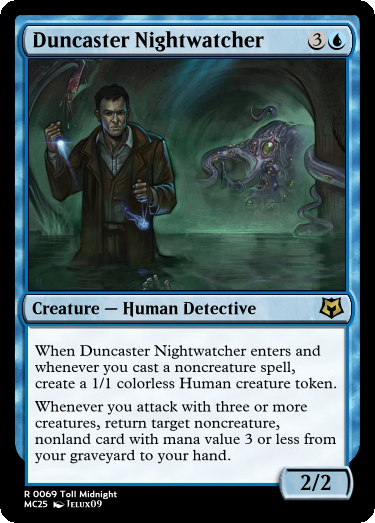 Duncaster Nightwatcher 3
Creature — Human Detective
When Duncaster Nightwatcher enters and
whenever you cast a noncreature spell,
create a 1/1 colorless Human creature token.
Whenever you attack with three or more
creatures, return target noncreature,
nonland card with mana value 3 or less from
your graveyard to your hand.
2/2
R 0069 Toll Midnight
MC25 Jelux09